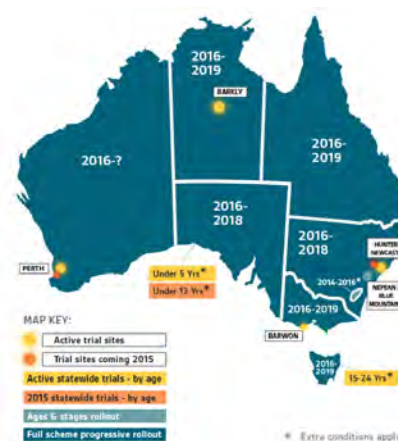 2016-
2019
BARKLY
2016-?
2016-
2019
2016-
2018
2016-
2018
PERTH
Under 5 Yrs*
Under 13 Yrs*
HUNTER
NEWCAS
2014-2016*
NEPEAN
BLUE
MOUNTAI
2016-2019
BARWON
2016-
2019
15-24 Yrs*
MAP KEY:
Active trial sites
Trial sites coming 2015
Active statewide trials - by age
2015 statewide trials - by age
Ages & stages rollout
Full scheme progressive rollout
* Extra conditions apply